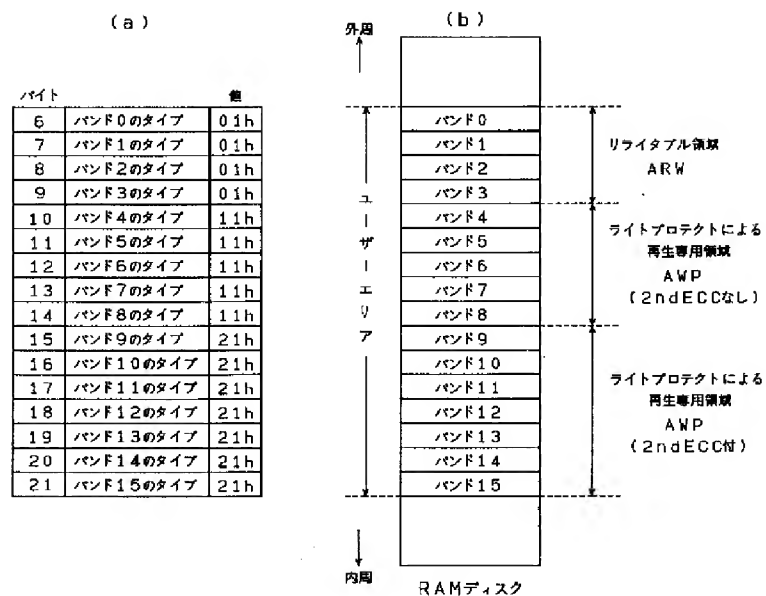 (a)
バイト 値
6 バンド0のタイプ 01h
7 バンド1のタイプ 01h
8 バンド2のタイプ 01h
9 バンド3のタイプ 01h
10 バンド4のタイプ 11h
11 バンド5のタイプ 11h
12 バンド6のタイプ 11h
13 バンド7のタイプ 11h
14 バンド8のタイプ 11h
15 バンド9のタイプ 21h
16 バンド10のタイプ 21h
17 バンド11のタイプ 21h
18 バンド12のタイプ 21h
19 バンド13のタイプ 21h
20 バンド14のタイプ 21h
21 バンド15のタイプ 21h
(b)
外周
ユーザーエリア
内周
バンド0
バンド1
バンド2
バンド3
バンド4
バンド5
バンド6
バンド7
バンド8
バンド9
バンド10
バンド11
バンド12
バンド13
バンド14
バンド15
RAMディスク
リライタブル領域
ARW
ライトプロテクトによる
再生専用領域
AWP
(2ndECCなし)
ライトプロテクトによる
再生専用領域
AWP
(2ndECC付)